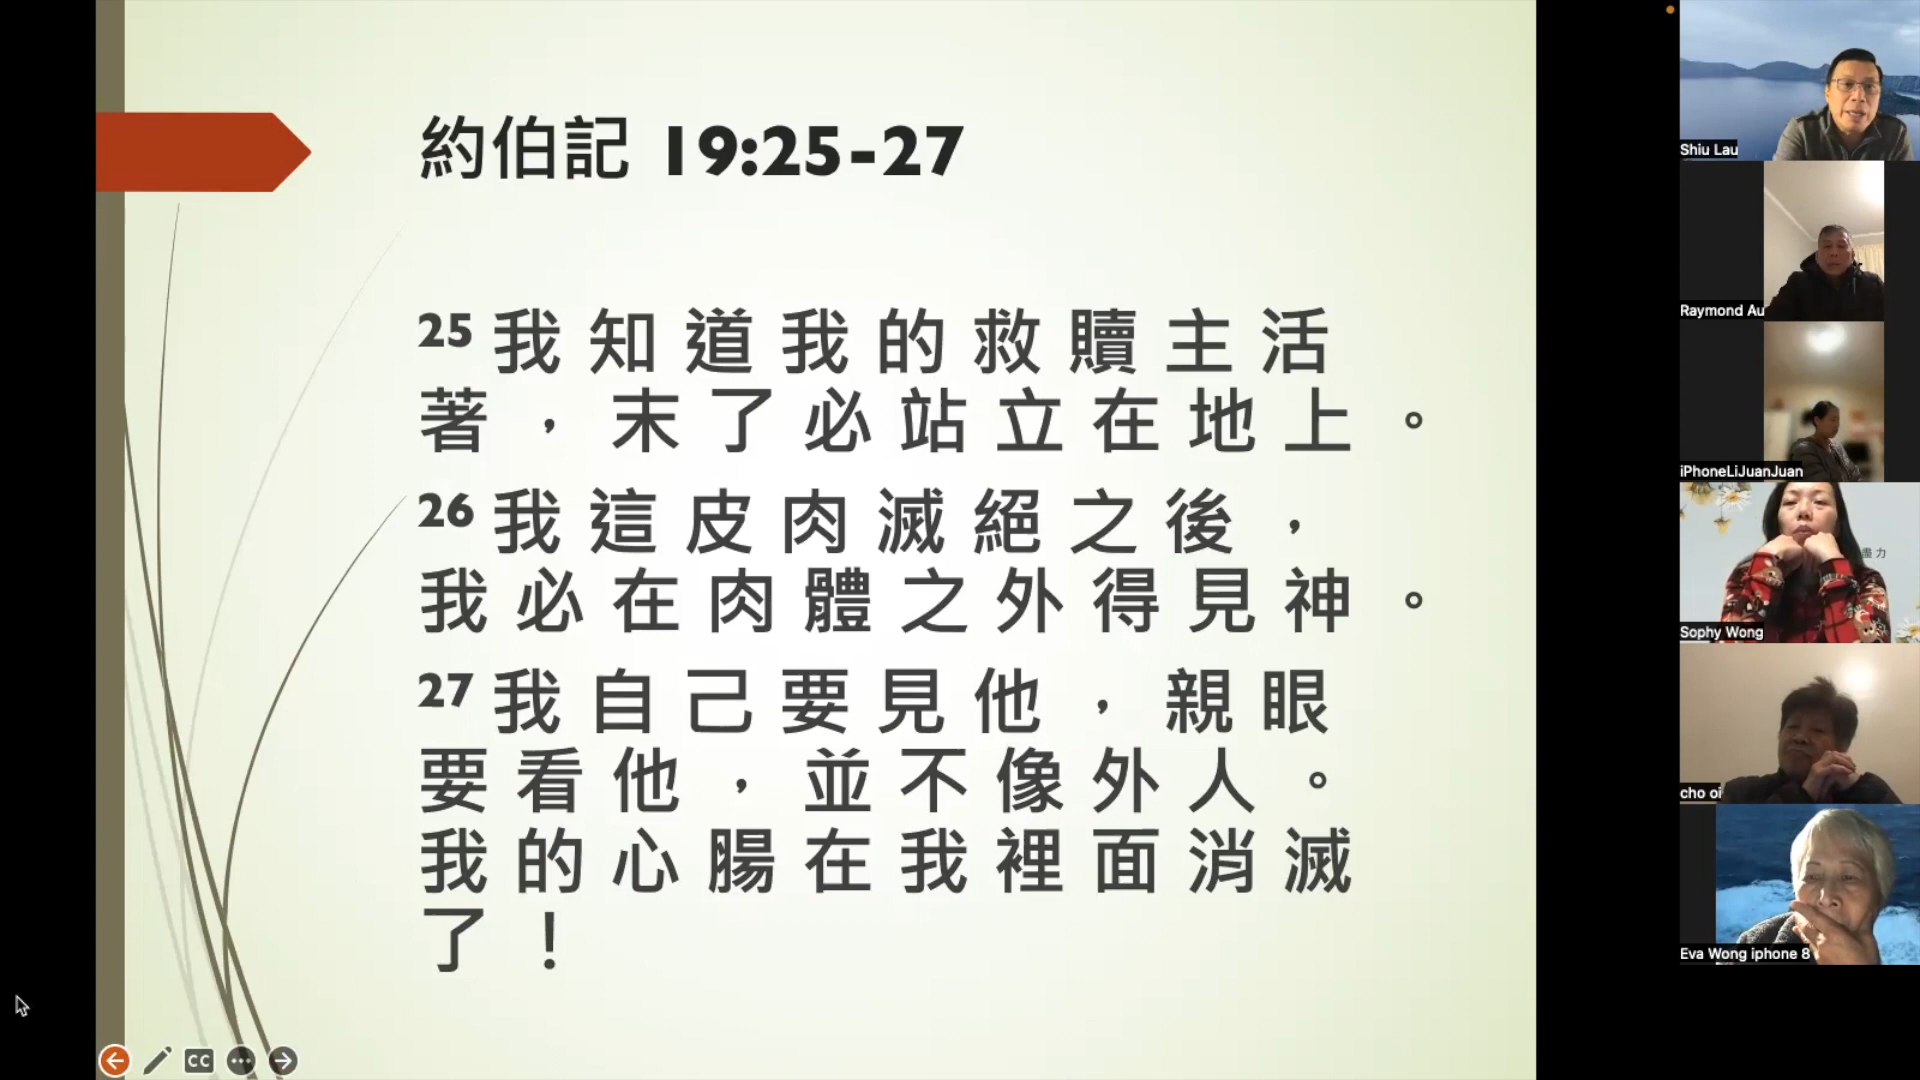 約伯記 19:25-27
25 我知道我的救贖主活
著，末了必站立在地上。
26 我這皮肉滅絕之後，
我必在肉體之外得見神。
27 我自己要見他，親眼
要看他，並不像外人。
我的心腸在我裡面消滅
了！
CC
Shiu Lau
Raymond Au
iPhoneLiJuanJuan
盡力
Sophy Wong
cho oi
Eva Wong iphone 8